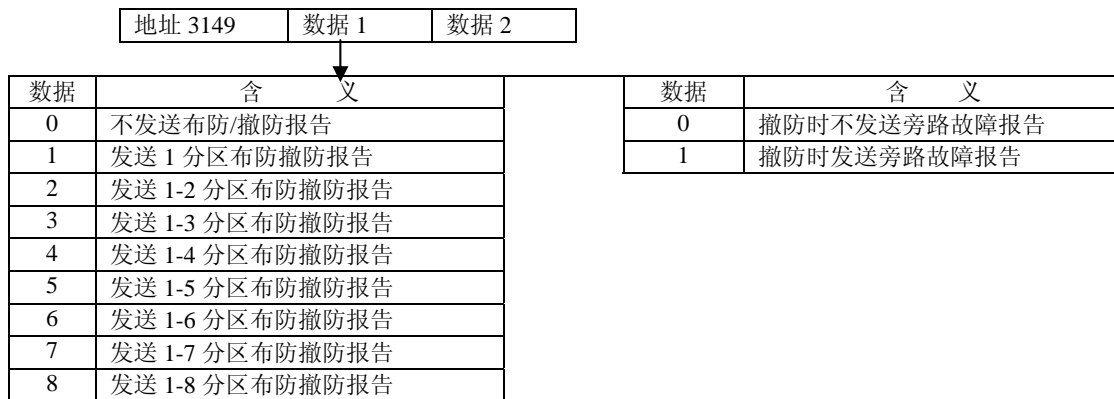 地址 3149 数据 1 数据 2
数据 含 义
0 不发送布防/撤防报告
1 发送 1 分区布防撤防报告
2 发送 1-2 分区布防撤防报告
3 发送 1-3 分区布防撤防报告
4 发送 1-4 分区布防撤防报告
5 发送 1-5 分区布防撤防报告
6 发送 1-6 分区布防撤防报告
7 发送 1-7 分区布防撤防报告
8 发送 1-8 分区布防撤防报告
数据 含 义
0 撤防时不发送旁路故障报告
1 撤防时发送旁路故障报告